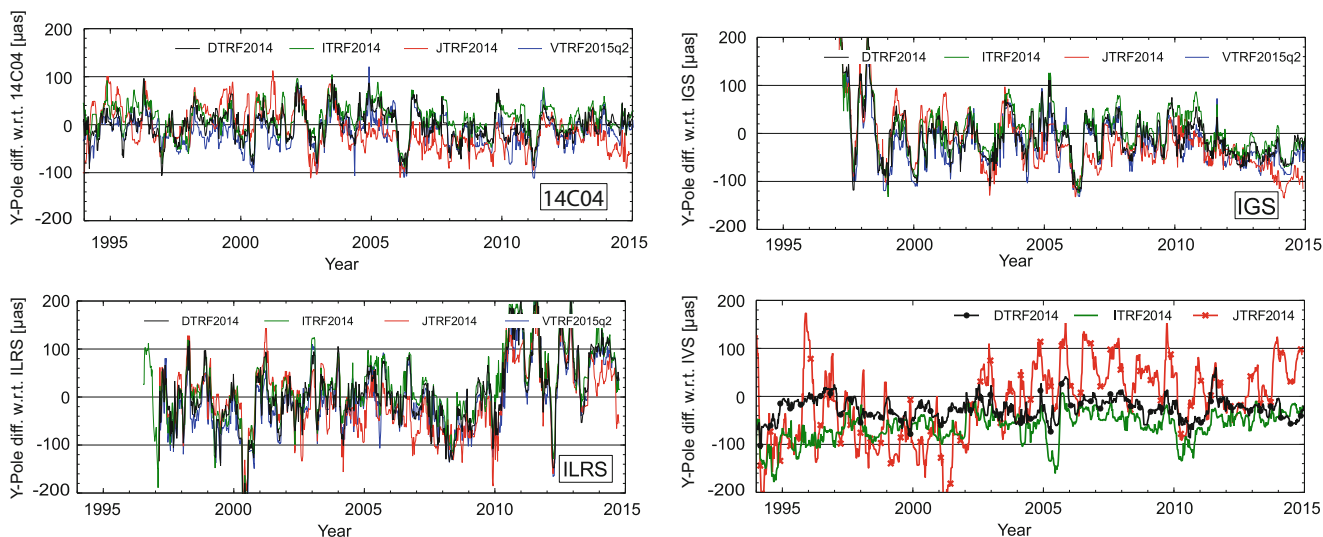 Y-Pole diff. w.r.t. 14C04 [µas]
200
100
0
-100
-200
DTRF2014 ITRF2014 JTRF2014 VTRF2015q2
14C04
1995 2000 2005 2010 2015
Year
Y-Pole diff. w.r.t. IGS [µas]
200
100
0
-100
-200
DTRF2014 ITRF2014 JTRF2014 VTRF2015q2
IGS
1995 2000 2005 2010 2015
Year
Y-Pole diff. w.r.t. ILRS [µas]
200
100
0
-100
-200
DTRF2014 ITRF2014 JTRF2014 VTRF2015q2
ILRS
1995 2000 2005 2010 2015
Year
Y-Pole diff. w.r.t. IVS [µas]
200
100
0
-100
-200
DTRF2014 ITRF2014 JTRF2014
1995 2000 2005 2010 2015
Year